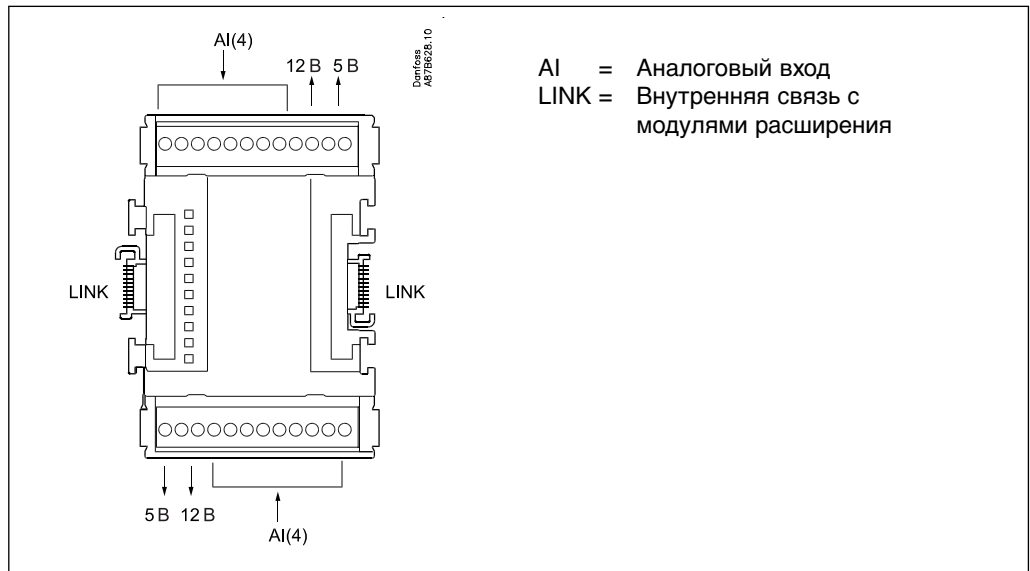 AI(4)
12 В 5 В
Danfoss
AB7B628.10
LINK
LINK
5 В 12 В
AI(4)
AI = Аналоговый вход
LINK = Внутренняя связь с
модулями расширения